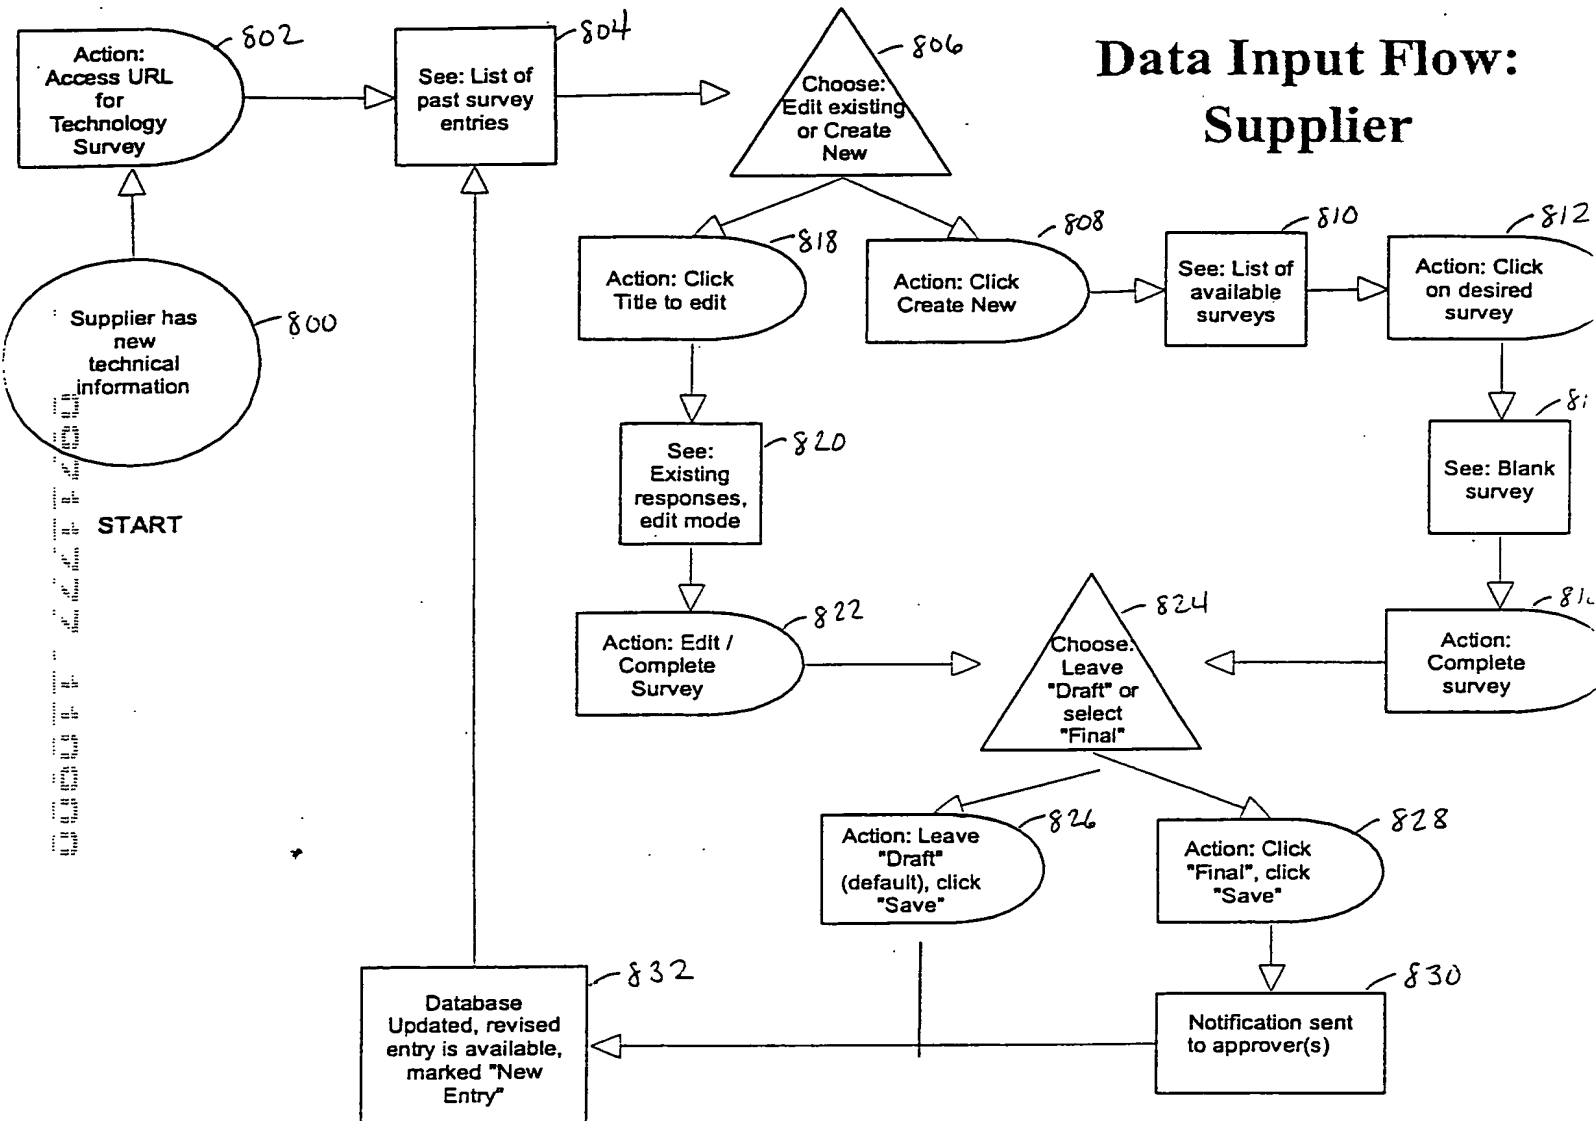 Data Input Flow:
Supplier
Action:
Access URL
for
Technology
Survey
802
See: List of
past survey
entries
804
Choose:
Edit existing
or Create
New
806
Supplier has
new
technical
information
800
START
Action: Click
Title to edit
818
Action: Click
Create New
808
See: List of
available
surveys
810
Action: Click
on desired
survey
812
See:
Existing
responses,
edit mode
820
See: Blank
survey
Action: Edit /
Complete
Survey
822
Choose:
Leave
"Draft" or
select
"Final"
824
Action:
Complete
survey
Action: Leave
"Draft"
(default), click
"Save"
826
Action: Click
"Final", click
"Save"
828
Database
Updated, revised
entry is available,
marked "New
Entry"
832
Notification sent
to approver(s)
830